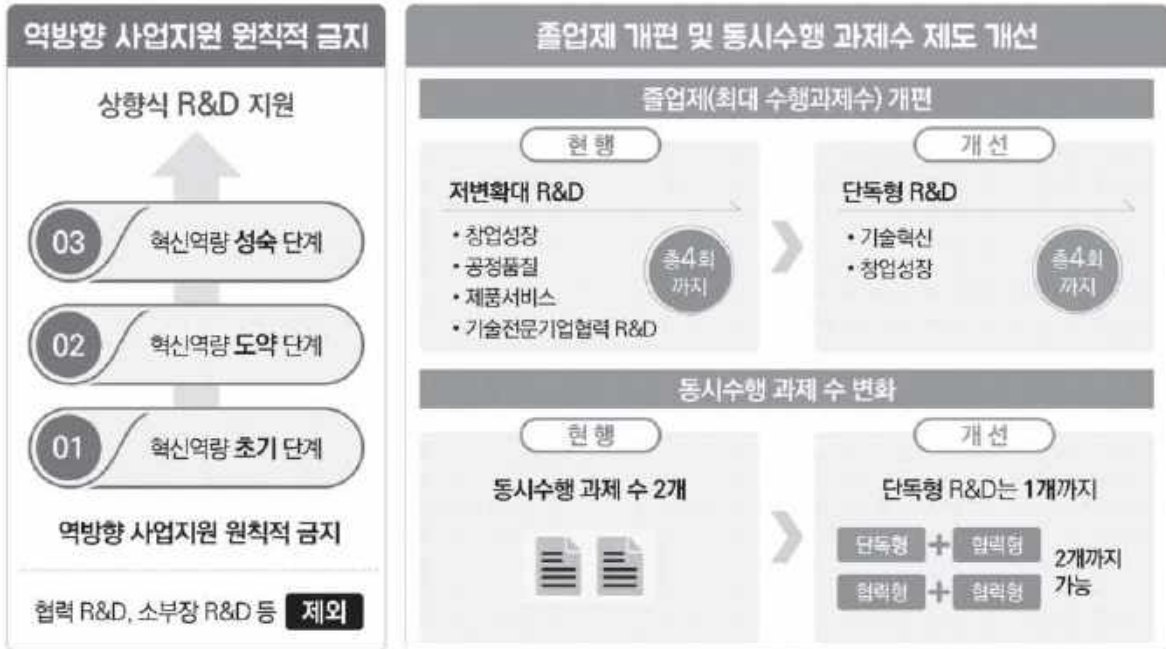 역방향 사업지원 원칙적 금지
상향식 R&D 지원
03 혁신역량 성숙 단계
02 혁신역량 도약 단계
01 혁신역량 초기 단계
역방향 사업지원 원칙적 금지
협력 R&D, 소부장 R&D 등 제외
졸업제 개편 및 동시수행 과제수 제도 개선
졸업제(최대 수행과제수) 개편
현행
저변확대 R&D
• 창업성장
• 공정품질
• 제품서비스
• 기술전문기업협력 R&D
총4회
까지
개선
단독형 R&D
• 기술혁신
• 창업성장
총4회
까지
동시수행 과제 수 변화
현행
동시수행 과제 수 2개
개선
단독형 R&D는 1개까지
단독형 + 협력형
협력형 + 협력형
2개까지
가능